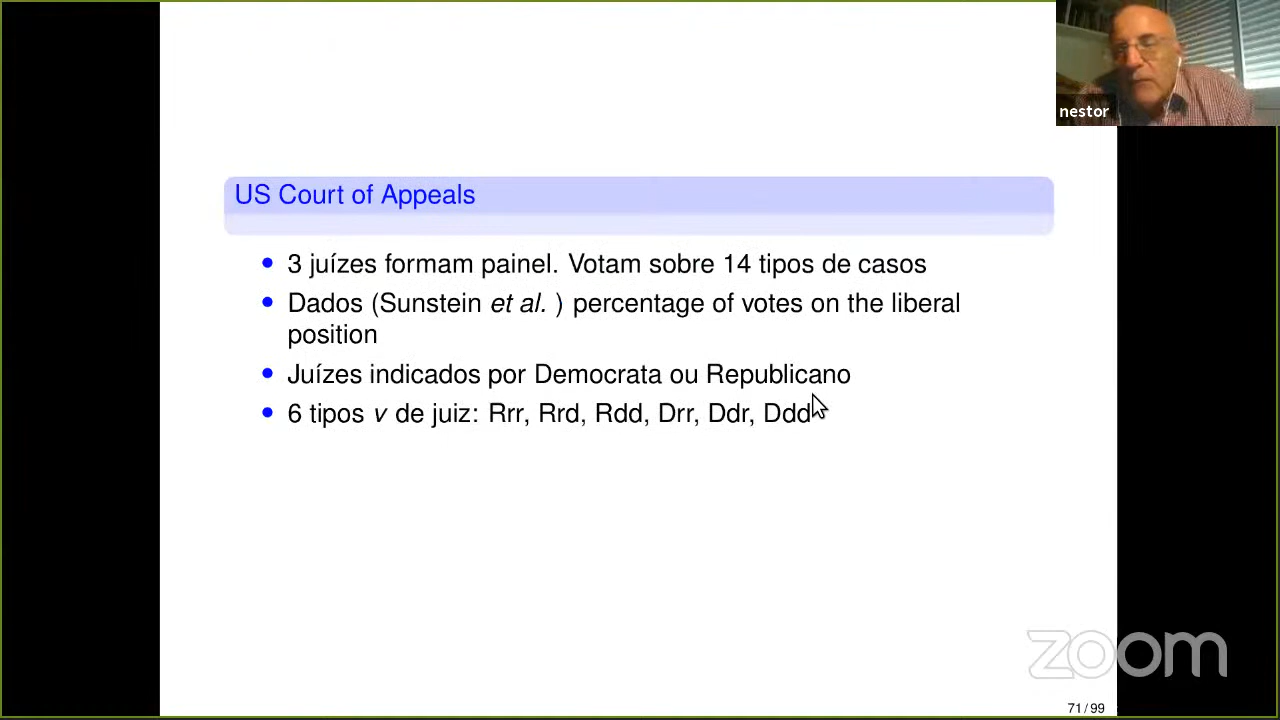 nestor
US Court of Appeals
• 3 juízes formam painel. Votam sobre 14 tipos de casos
• Dados (Sunstein et al. ) percentage of votes on the liberal
position
• Juízes indicados por Democrata ou Republicano
• 6 tipos v de juiz: Rrr, Rrd, Rdd, Drr, Ddr, Ddd
zoom
71 / 99